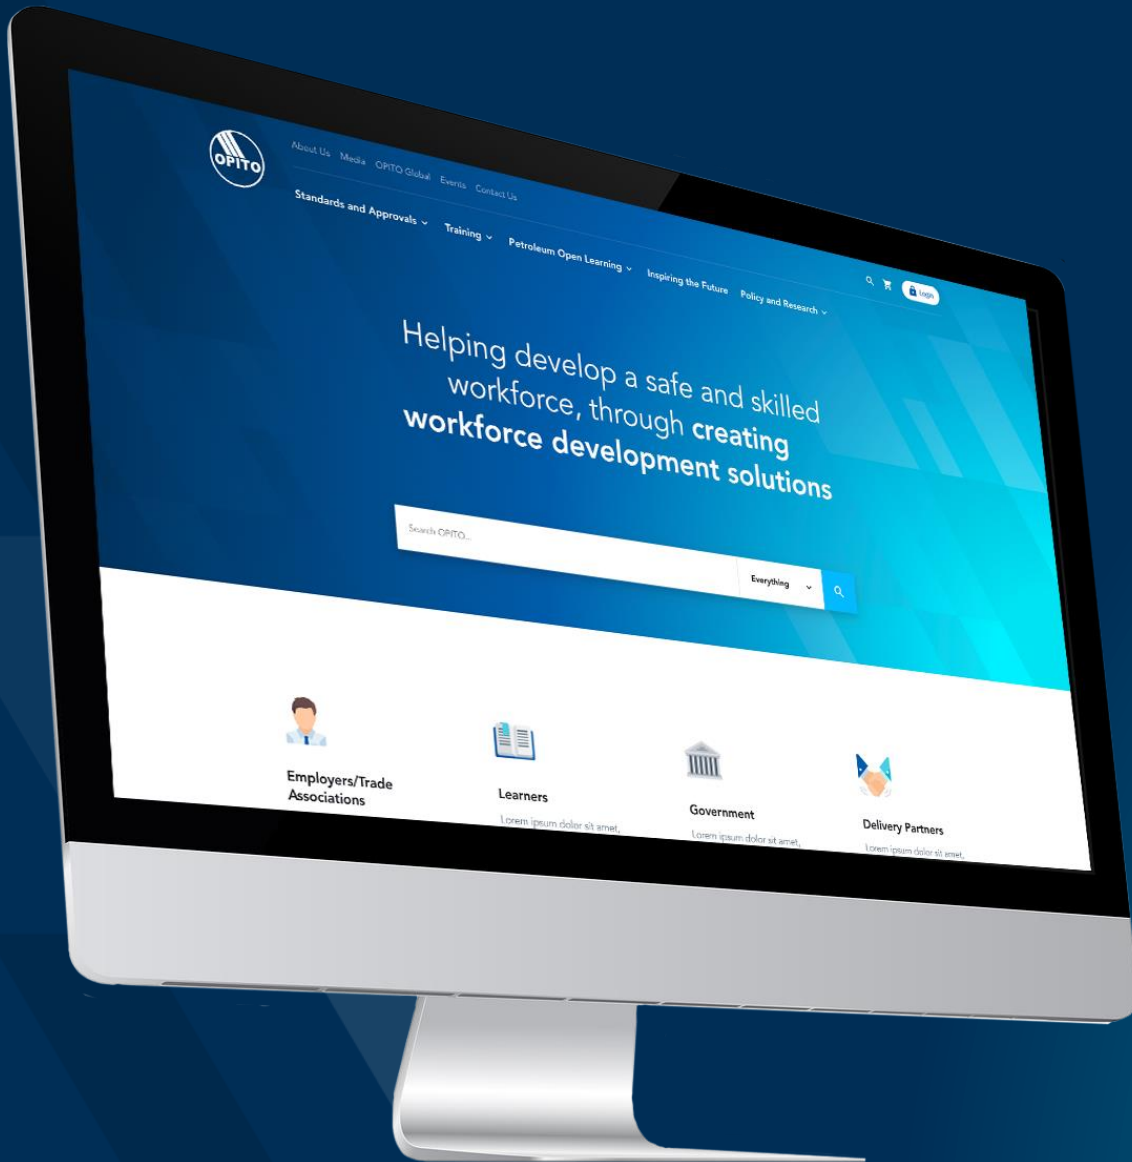 OPITO
About Us Media OPITO Global Events Contact Us
Login
Standards and Approvals Training Petroleum Open Learning Inspiring the Future Policy and Research
Helping develop a safe and skilled
workforce, through creating
workforce development solutions
Search OPITO...
Everything
Employers/Trade
Associations
Learners
Lorem ipsum dolor sit amet,
Government
Lorem ipsum dolor sit amet,
Delivery Partners
Lorem ipsum dolor sit amet,